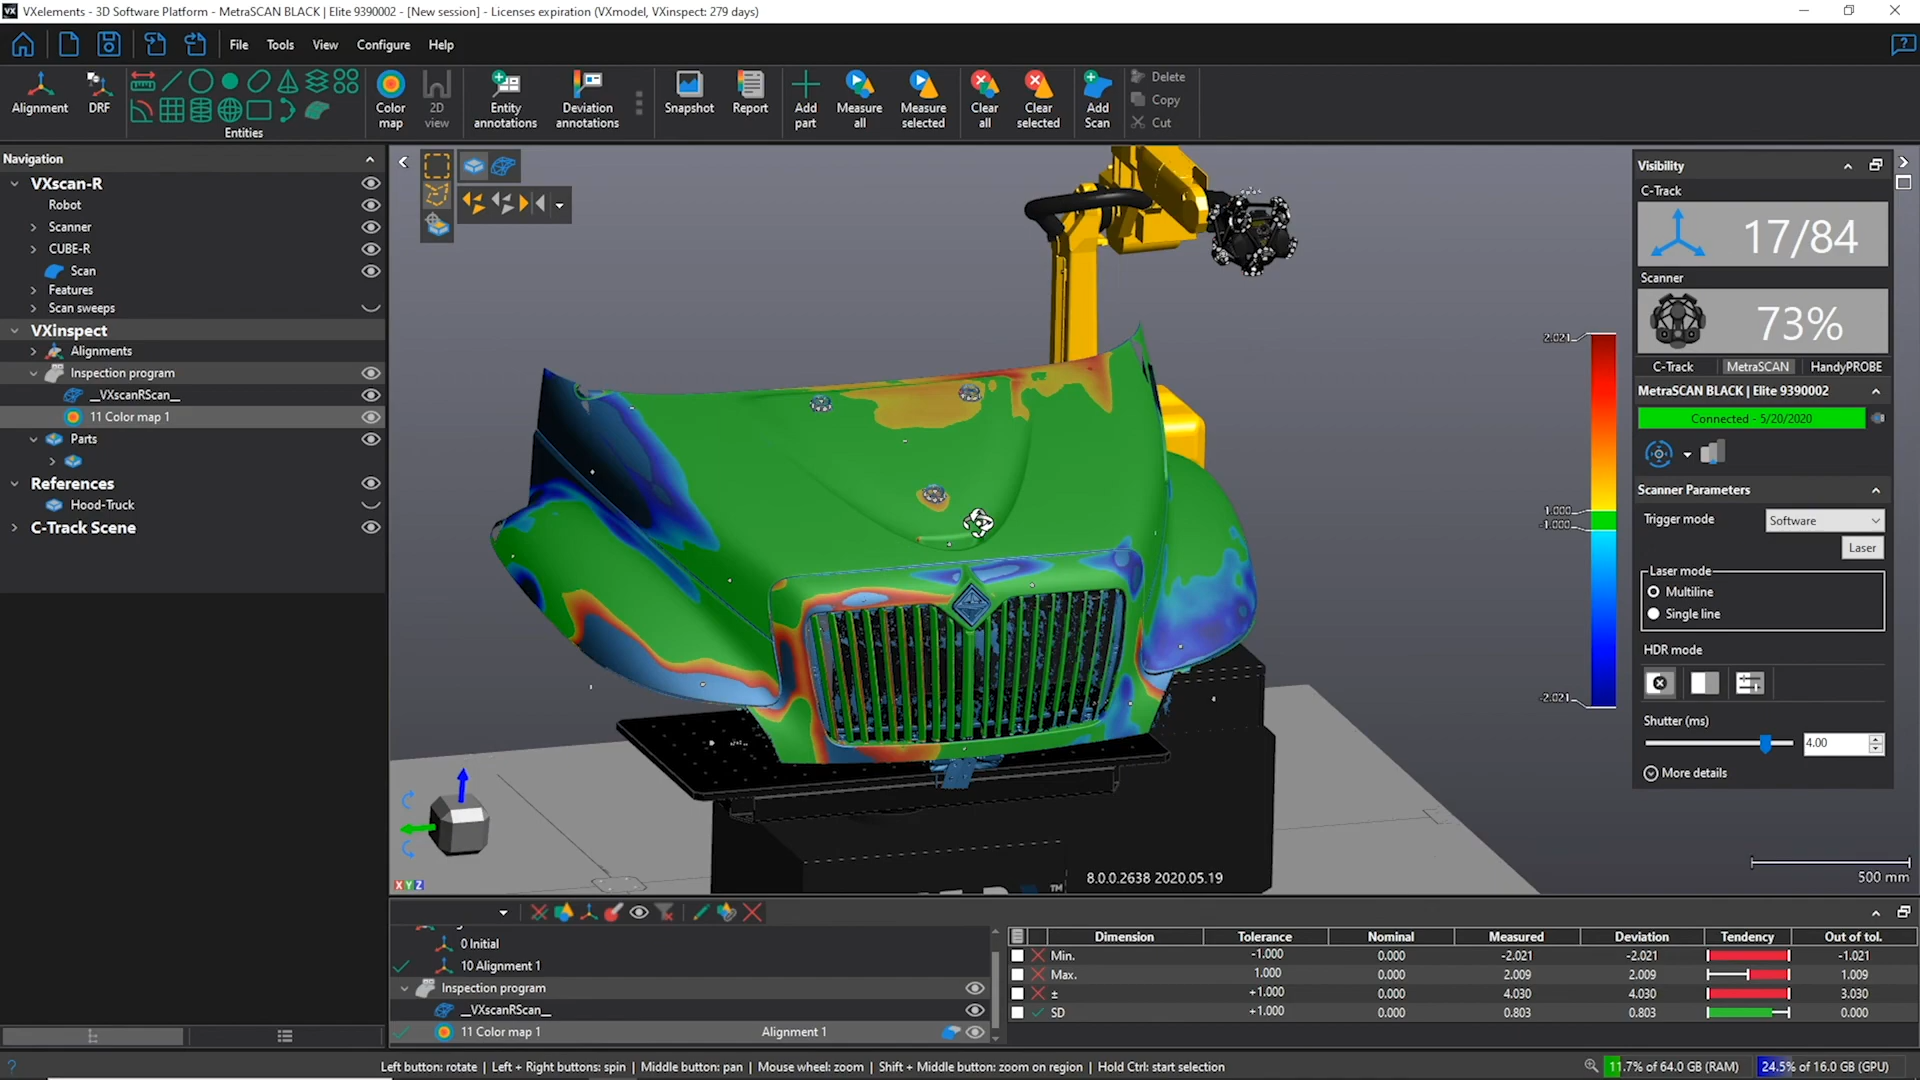 VXelements - 3D Software Platform - MetraSCAN BLACK | Elite 9390002 - [New session] - Licenses expiration (VXmodel, VXinspect: 279 days)
File Tools View Configure Help
Alignment
DRF
Entities
Color map
2D view
Entity annotations
Deviation annotations
Snapshot
Report
Add part
Measure all
Measure selected
Clear all
Clear selected
Add Scan
Delete
Copy
Cut
Navigation
VXscan-R
Robot
Scanner
CUBE-R
Scan
Features
Scan sweeps
VXinspect
Alignments
Inspection program
__VXscanRScan__
11 Color map 1
Parts
References
Hood-Truck
C-Track Scene
2.021
1.000
-1.000
-2.021
Visibility
C-Track
17/84
Scanner
73%
C-Track MetraSCAN HandyPROBE
MetraSCAN BLACK | Elite 9390002
Connected - 5/20/2020
Scanner Parameters
Trigger mode Software
Laser
Laser mode
Multiline
Single line
HDR mode
Shutter (ms)
4.00
More details
XYZ
TM
8.0.0.2638 2020.05.19
500 mm
0 Initial
10 Alignment 1
Inspection program
__VXscanRScan__
11 Color map 1 Alignment 1
Dimension Tolerance Nominal Measured Deviation Tendency Out of tol.
Min. -1.000 0.000 -2.021 -2.021 -1.021
Max. 1.000 0.000 2.009 2.009 1.009
± +1.000 0.000 4.030 4.030 3.030
SD +1.000 0.000 0.803 0.803 0.000
Left button: rotate | Left + Right buttons: spin | Middle button: pan | Mouse wheel: zoom | Shift + Middle button: zoom on region | Hold Ctrl: start selection
11.7% of 64.0 GB (RAM)
24.5% of 16.0 GB (GPU)